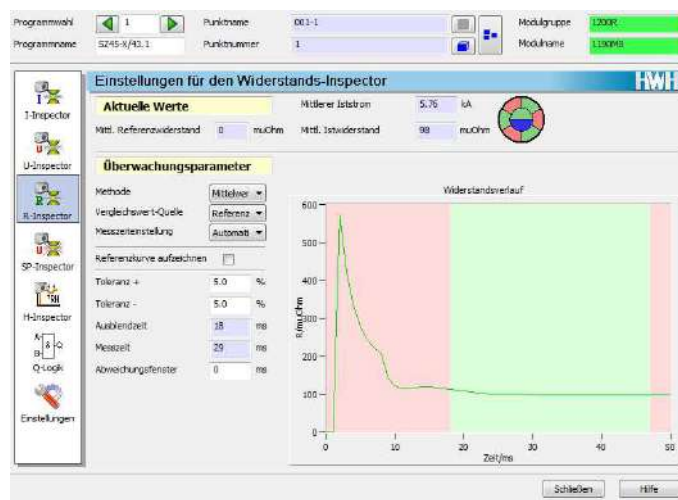 Programmwahl 1 Punktname 001-1 Modulgruppe 1200R
Programmname S245-X/43.1 Punktnummer 1 Modulname 1190MI
Einstellungen für den Widerstands-Inspector HWH
Aktuelle Werte
Mittlerer Iststrom 5.76 kA
Mittl. Referenzwiderstand 0 muOhm
Mittl. Istwiderstand 98 muOhm
I-Inspector
U-Inspector
R-Inspector
SP-Inspector
H-Inspector
Q-Logik
Einstellungen
Überwachungsparameter
Methode Mittelwer
Vergleichswert-Quelle Referenz
Messzeiteinstellung Automati
Referenzkurve aufzeichnen
Toleranz + 5.0 %
Toleranz - 5.0 %
Ausblendzeit 18 ms
Messzeit 29 ms
Abweichungsfenster 0 ms
Widerstandsverlauf
R/muOhm
600
500
400
300
200
100
0
0 10 20 30 40 50
Zeit/ms
Schließen Hilfe